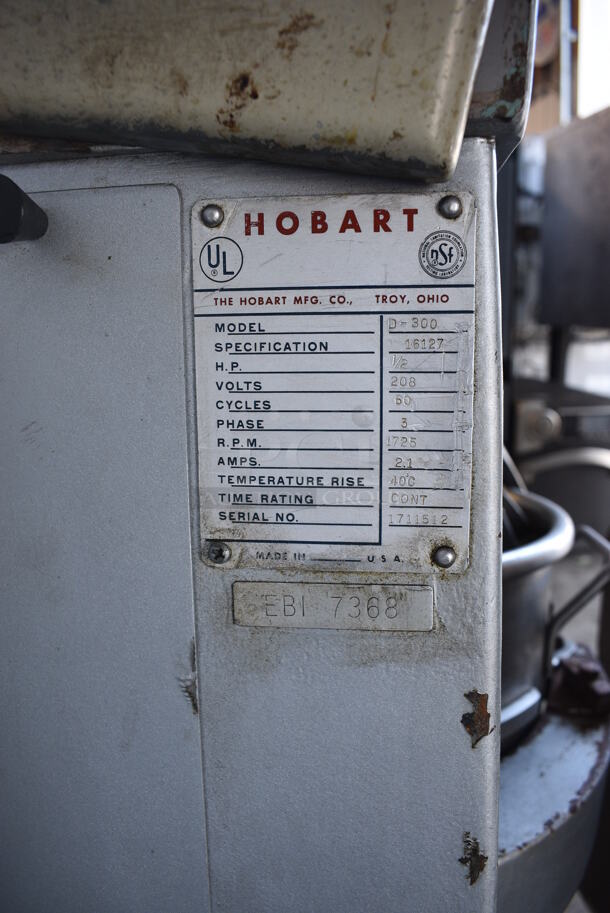 HOBART
UL
NSF
THE HOBART MFG. CO., TROY, OHIO
MODEL D-300
SPECIFICATION 16127
H.P. 1/2
VOLTS 208
CYCLES 60
PHASE 3
R.P.M. 1725
AMPS. 2.1
TEMPERATURE RISE 40C
TIME RATING CONT
SERIAL NO. 1711512
MADE IN U S A.
EBI 7368